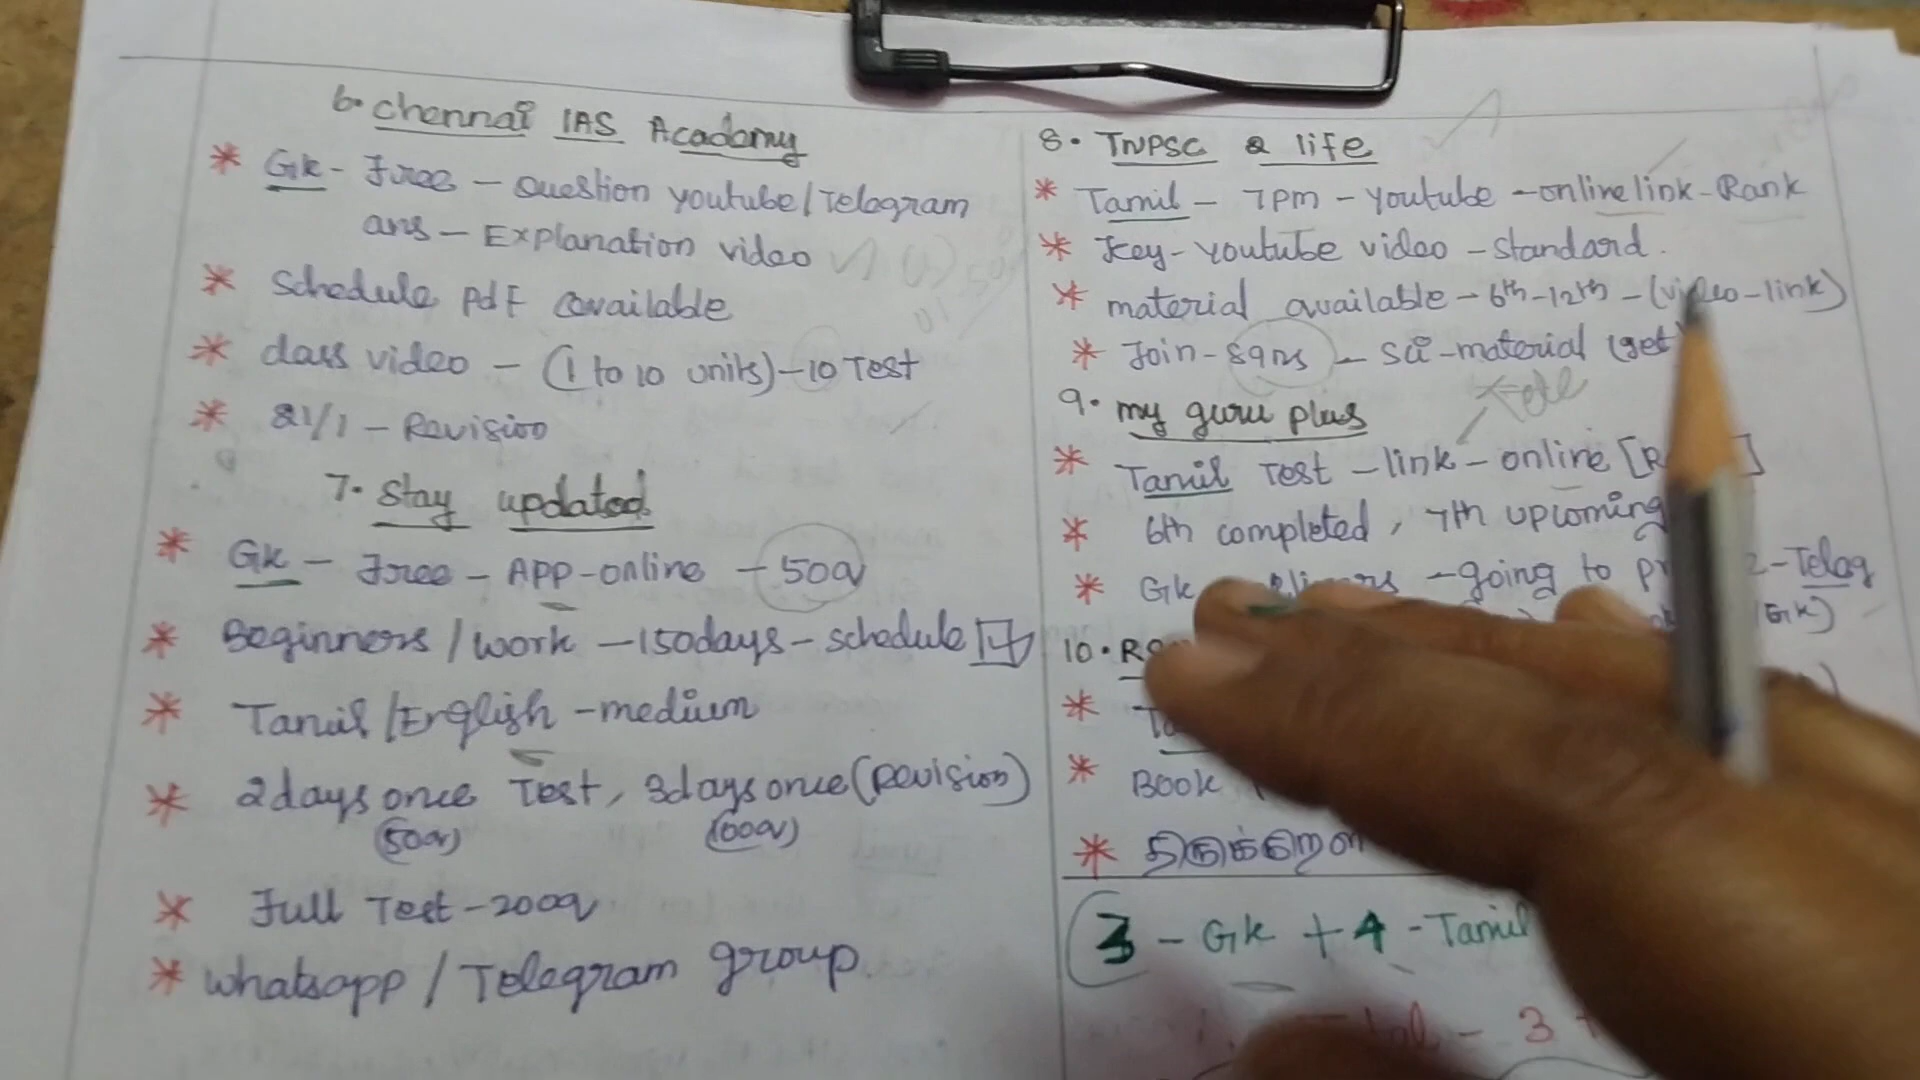 6. Chennai IAS Academy
* Gk - Free - Question youtube/Telegram
ans - Explanation video
* Schedule pdf available
* class video - (1 to 10 units) - 10 Test
* 21/1 - Revision
7. Stay updated
* Gk - Free - APP - online - 50Q
* Beginners / work - 150days - schedule
* Tamil /English - medium
* 2days once Test, 3days once (Revision)
(50Q) (100Q)
* Full Test - 200Q
* whatsapp / Telegram group
8. TNPSC & life
* Tamil - 7pm - youtube - online link - Rank
* Key - youtube video - standard.
* material available - 6th - 12th - (video - link)
* Join - 89rs - sci - material (get)
9. my guru plus
* Tamil Test - link - online [R ]
* 6th completed, 7th upcoming
* Gk - going to 2 - Teleg
Gk)
10.
*
* Book
*
3 - Gk + 4 - Tamil
- 3 +